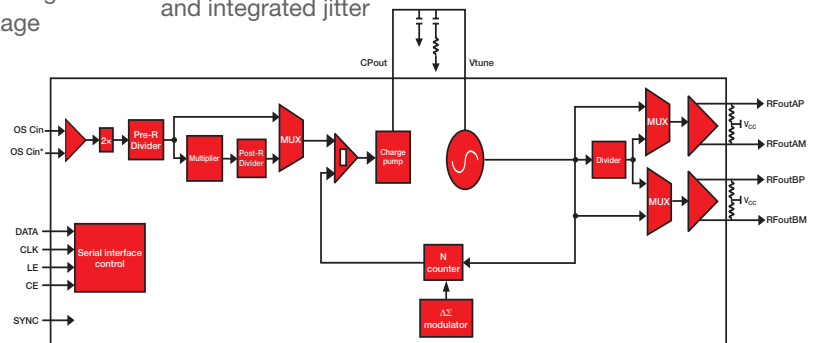 and integrated jitter
age
CPout
Vtune
OS Cin
OS Cin*
2×
Pre-R
Divider
Multiplier
Post-R
Divider
MUX
Charge
pump
Divider
MUX
MUX
RFoutAP
VCC
RFoutAM
RFoutBP
VCC
RFoutBM
DATA
CLK
LE
CE
SYNC
Serial interface
control
N
counter
ΔΣ
modulator